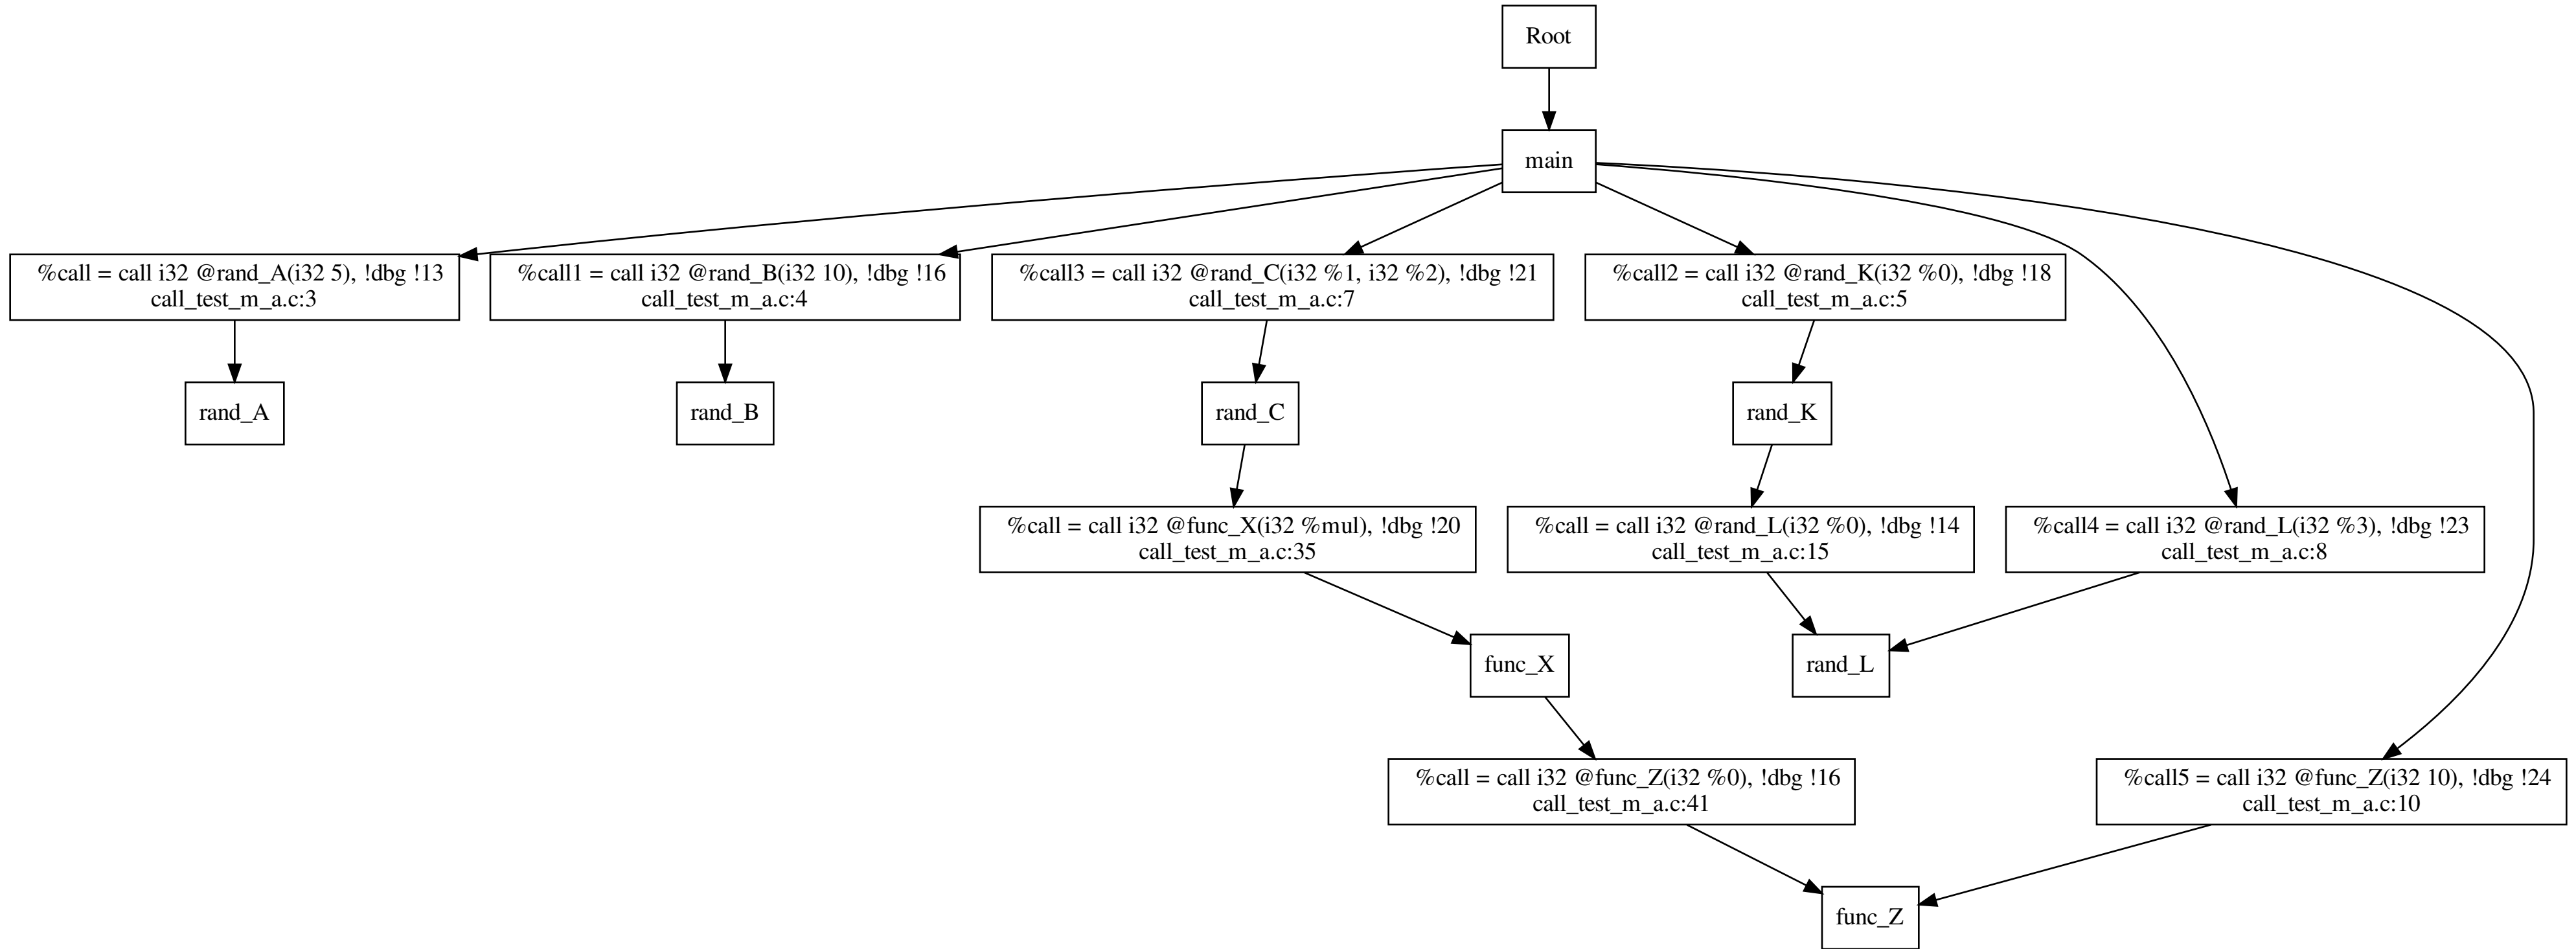 Root
main
%call = call i32 @rand_A(i32 5), !dbg !13
call_test_m_a.c:3
%call1 = call i32 @rand_B(i32 10), !dbg !16
call_test_m_a.c:4
%call3 = call i32 @rand_C(i32 %1, i32 %2), !dbg !21
call_test_m_a.c:7
%call2 = call i32 @rand_K(i32 %0), !dbg !18
call_test_m_a.c:5
rand_A
rand_B
rand_C
rand_K
%call = call i32 @func_X(i32 %mul), !dbg !20
call_test_m_a.c:35
%call = call i32 @rand_L(i32 %0), !dbg !14
call_test_m_a.c:15
%call4 = call i32 @rand_L(i32 %3), !dbg !23
call_test_m_a.c:8
func_X
rand_L
%call = call i32 @func_Z(i32 %0), !dbg !16
call_test_m_a.c:41
%call5 = call i32 @func_Z(i32 10), !dbg !24
call_test_m_a.c:10
func_Z